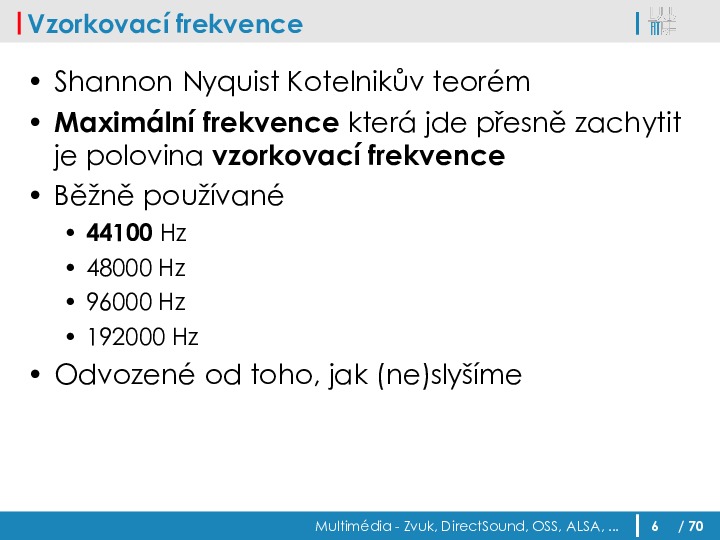 Vzorkovací frekvence
• Shannon Nyquist Kotelnikův teorém
• Maximální frekvence která jde přesně zachytit
je polovina vzorkovací frekvence
• Běžně používané
• 44100 Hz
• 48000 Hz
• 96000 Hz
• 192000 Hz
• Odvozené od toho, jak (ne)slyšíme
Multimédia - Zvuk, DirectSound, OSS, ALSA, ... 6 / 70